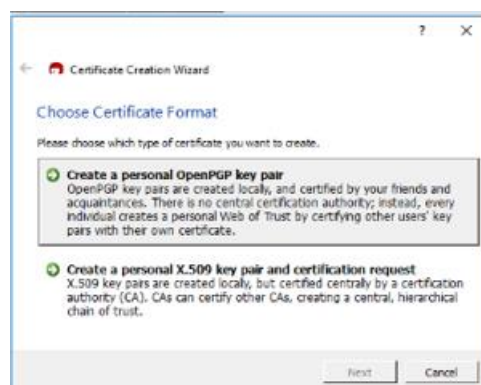 ?
Certificate Creation Wizard
Choose Certificate Format
Please choose which type of certificate you want to create.
Create a personal OpenPGP key pair
OpenPGP key pairs are created locally, and certified by your friends and
acquaintances. There is no central certification authority; instead, every
individual creates a personal Web of Trust by certifying other users' key
pairs with their own certificate.
Create a personal X.509 key pair and certification request
X.509 key pairs are created locally, but certified centrally by a certification
authority (CA). CAs can certify other CAs, creating a central, hierarchical
chain of trust.
Next Cancel